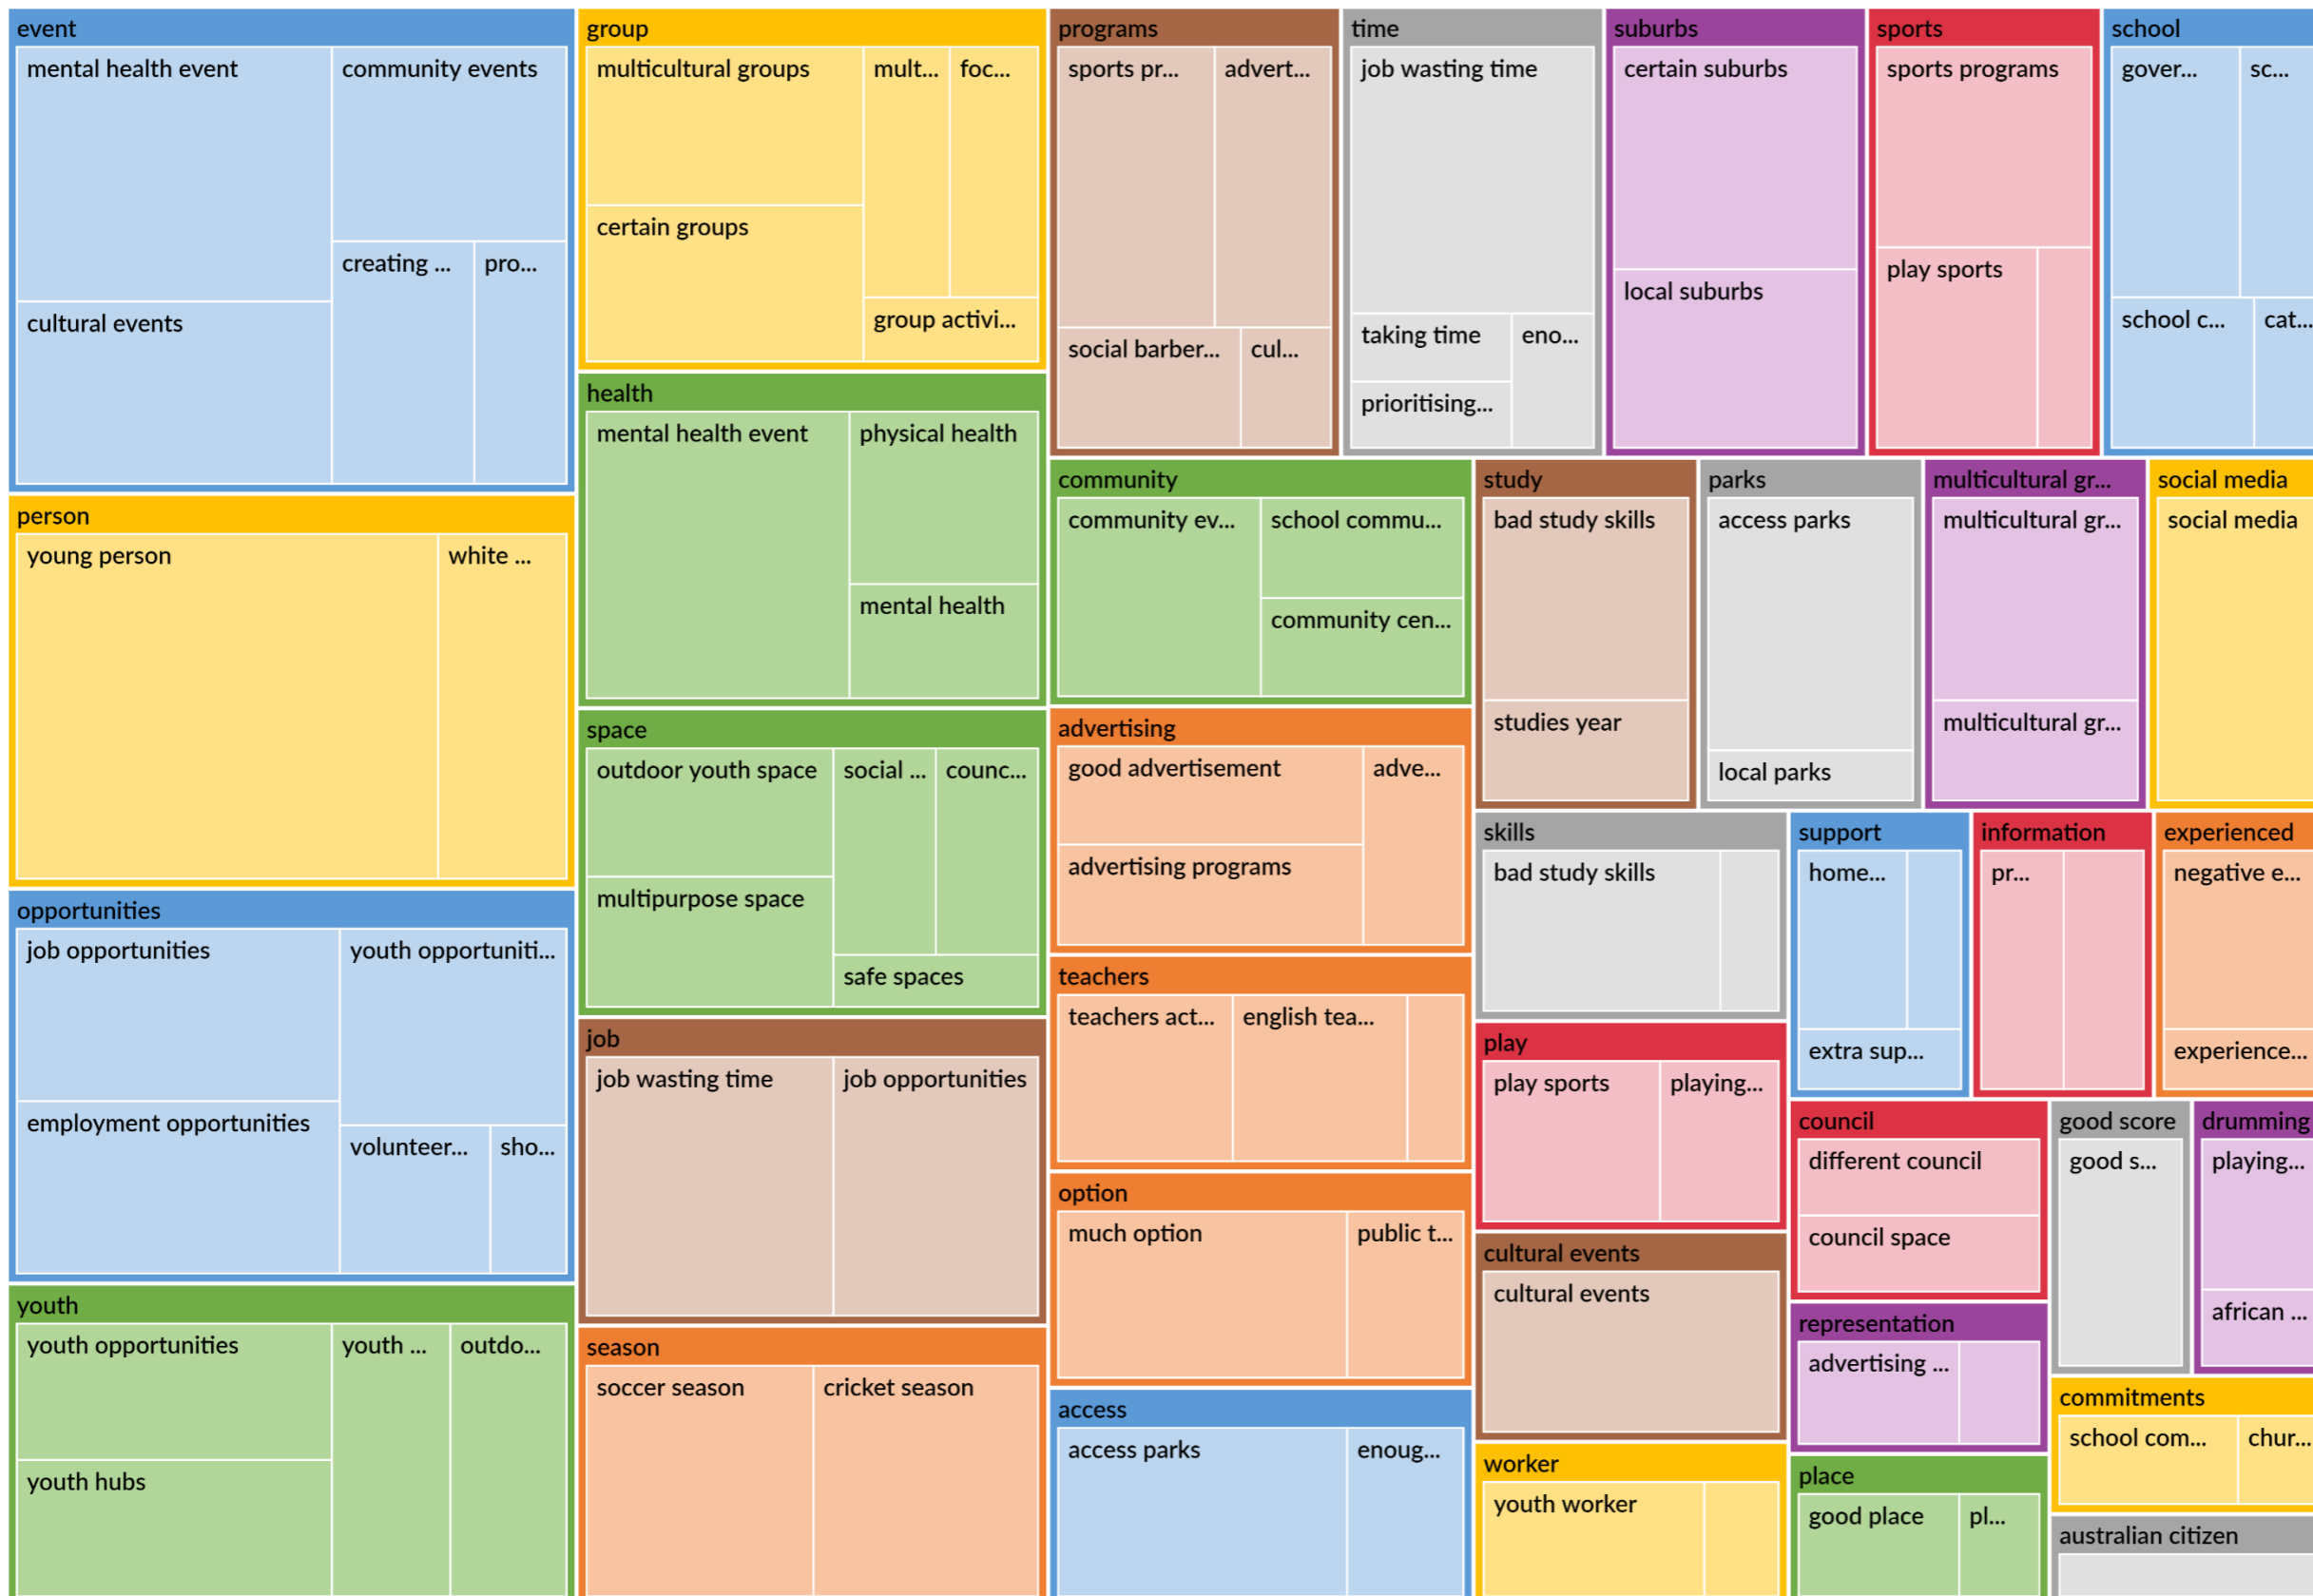 event
mental health event
community events
creating ...
pro...
cultural events
person
young person
white ...
opportunities
job opportunities
youth opportuniti...
employment opportunities
volunteer...
sho...
youth
youth opportunities
youth ...
outdo...
youth hubs
group
multicultural groups
mult...
foc...
certain groups
group activi...
health
mental health event
physical health
mental health
space
outdoor youth space
social ...
counc...
multipurpose space
safe spaces
job
job wasting time
job opportunities
season
soccer season
cricket season
programs
sports pr...
advert...
social barber...
cul...
time
job wasting time
taking time
eno...
prioritising...
suburbs
certain suburbs
local suburbs
sports
sports programs
play sports
school
gover...
sc...
school c...
cat...
community
community ev...
school commu...
community cen...
advertising
good advertisement
adve...
advertising programs
teachers
teachers act...
english tea...
option
much option
public t...
access
access parks
enoug...
study
bad study skills
studies year
parks
access parks
local parks
multicultural gr...
multicultural gr...
multicultural gr...
social media
social media
skills
bad study skills
play
play sports
playing...
cultural events
cultural events
worker
youth worker
support
home...
extra sup...
information
pr...
experienced
negative e...
experience...
council
different council
council space
representation
advertising ...
place
good place
pl...
good score
good s...
drumming
playing...
african ...
commitments
school com...
chur...
australian citizen